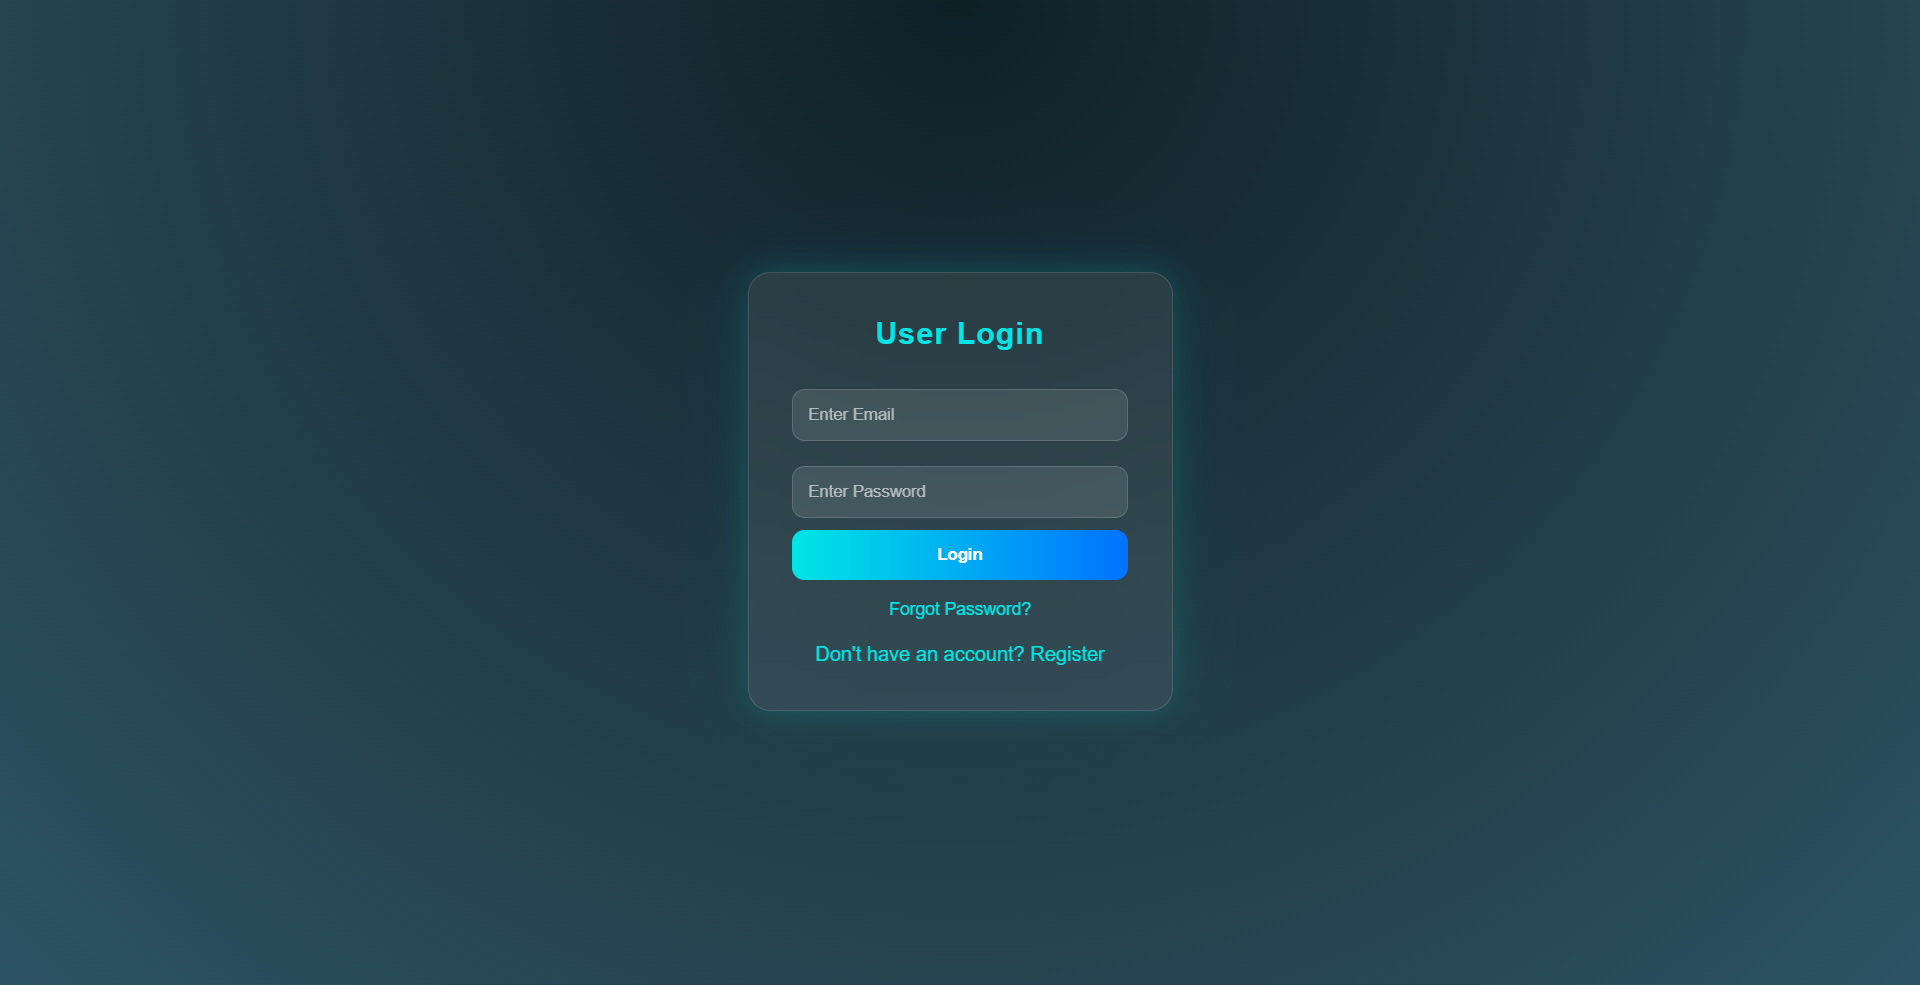 User Login
Enter Email
Enter Password
Login
Forgot Password?
Don't have an account? Register